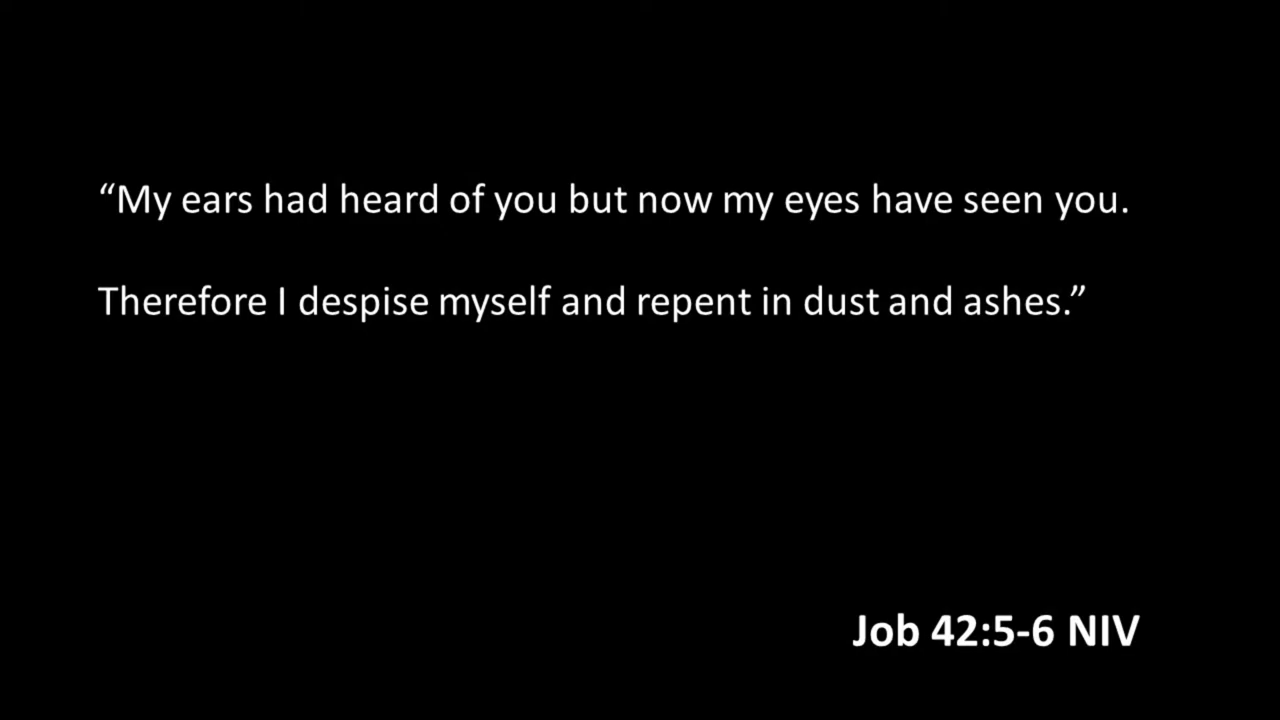 “My ears had heard of you but now my eyes have seen you.
Therefore I despise myself and repent in dust and ashes.”
Job 42:5-6 NIV